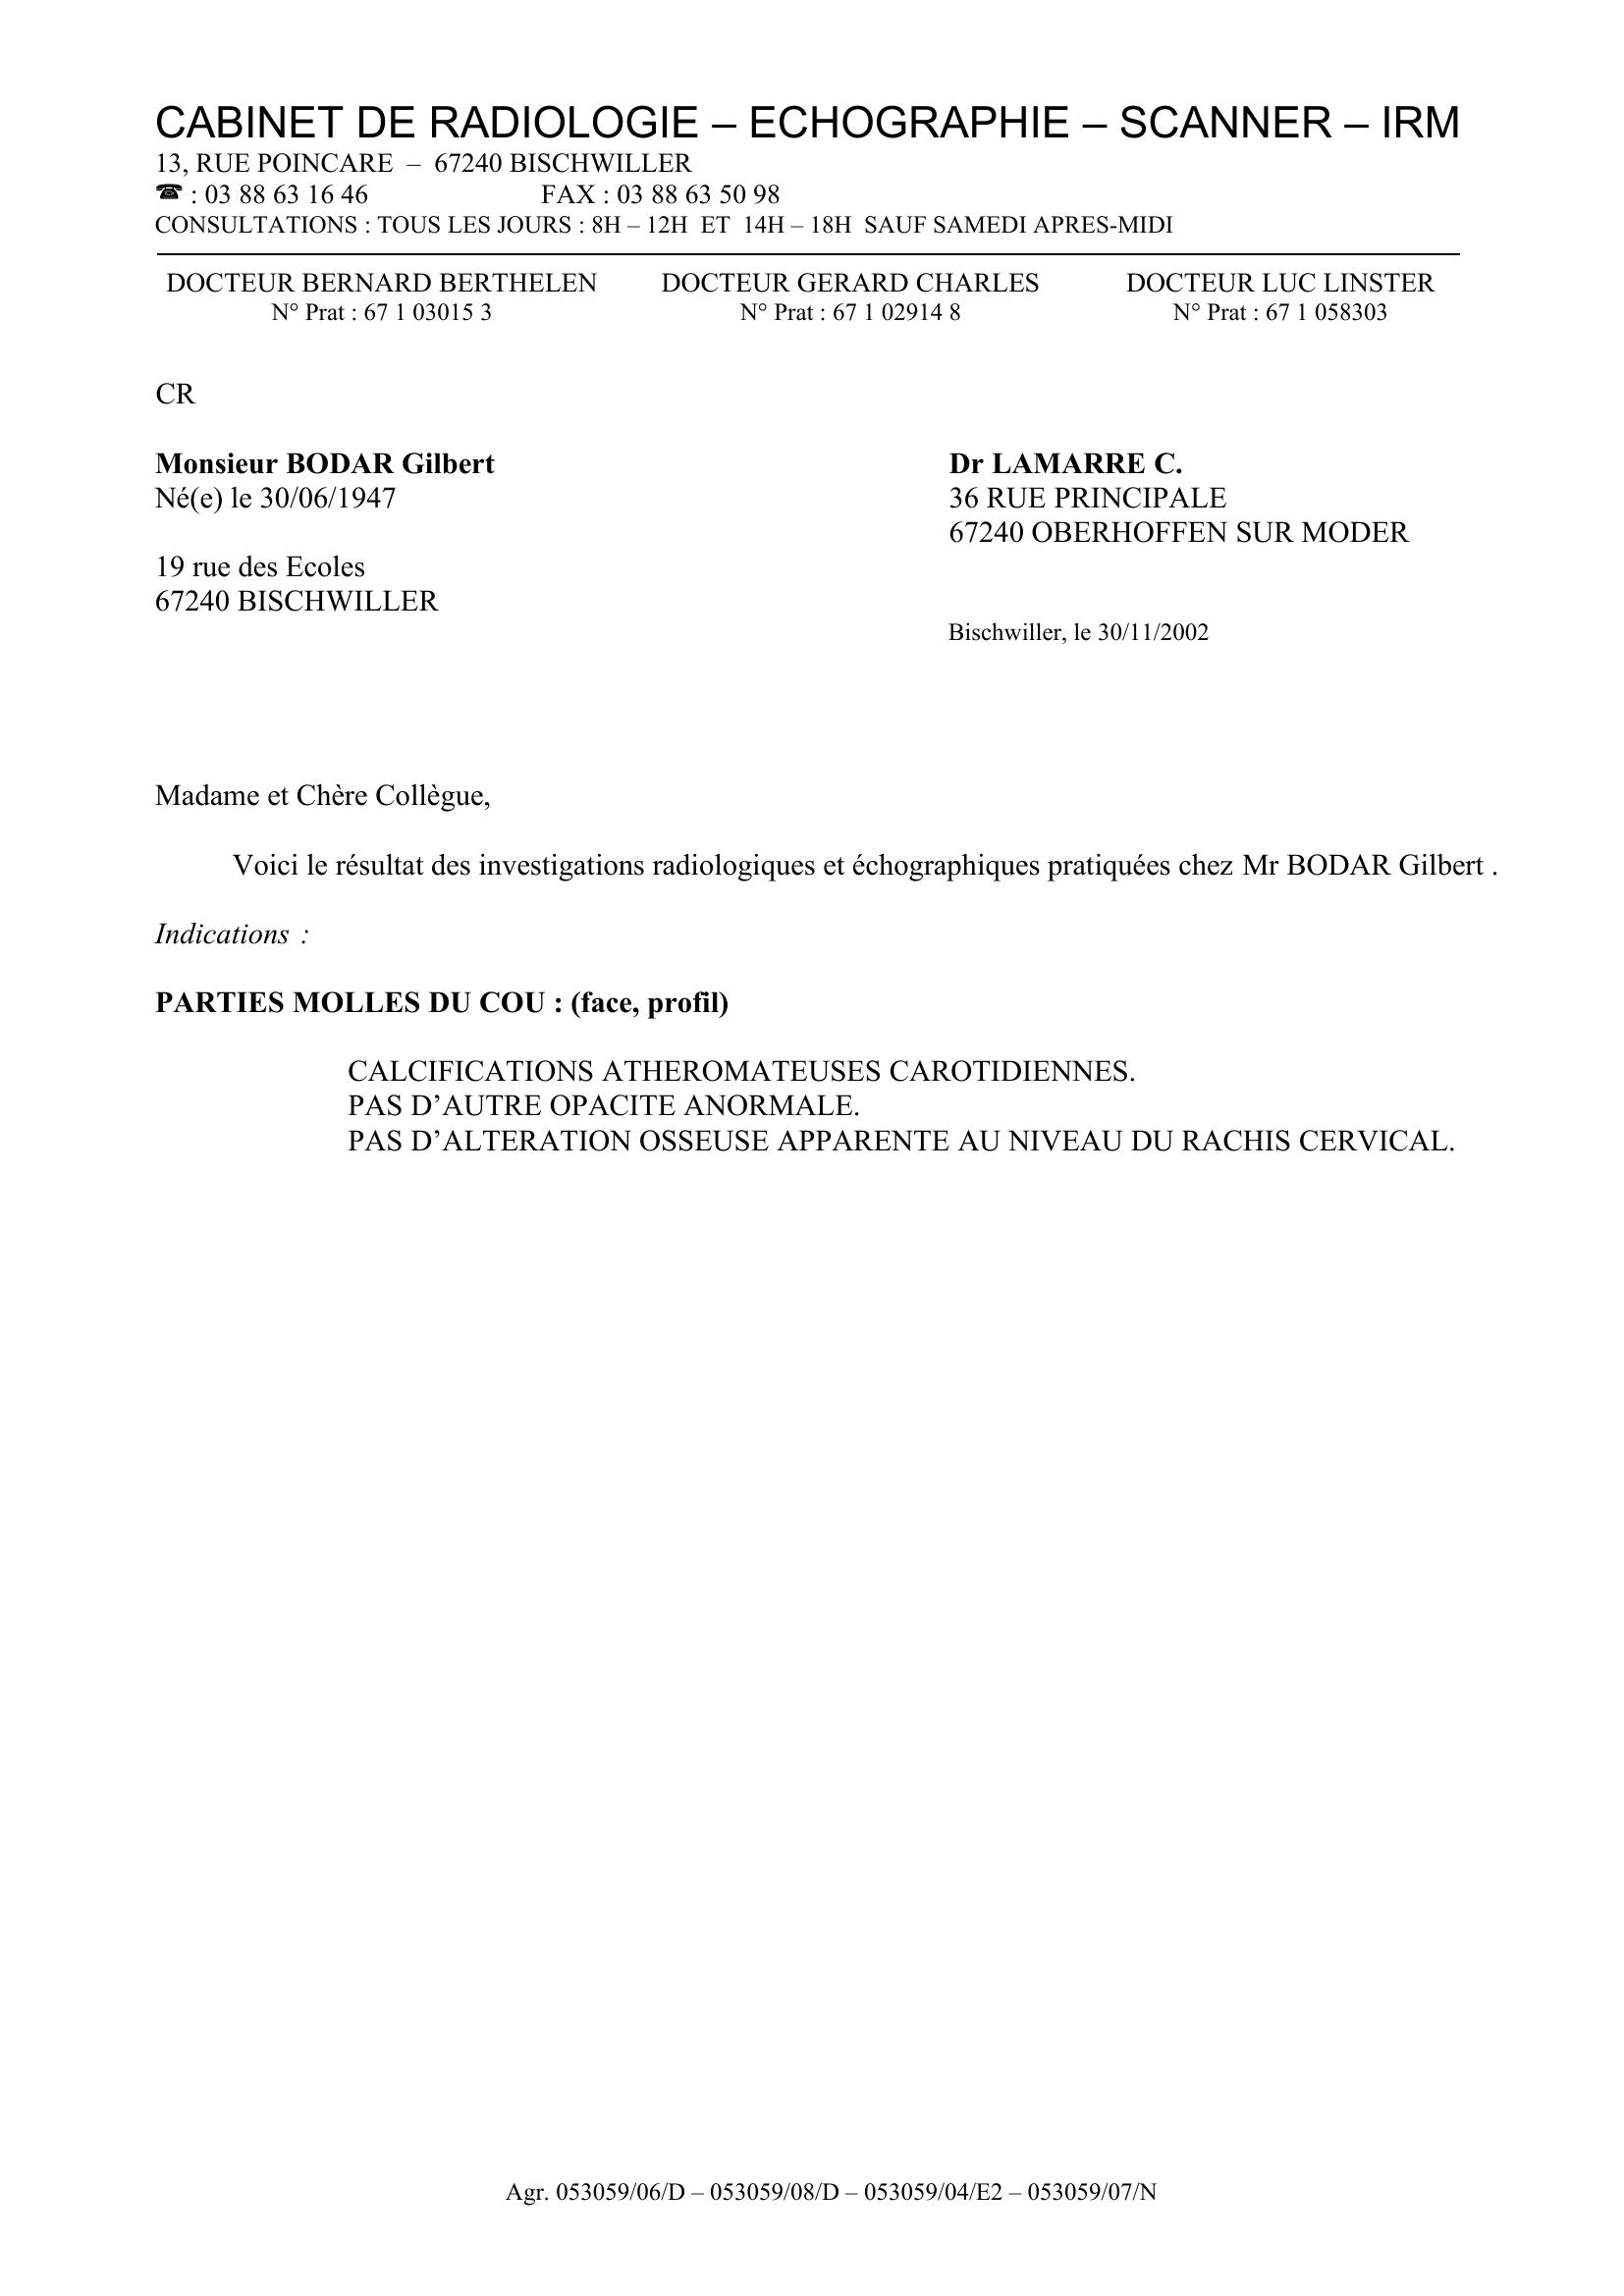 CABINET DE RADIOLOGIE – ECHOGRAPHIE – SCANNER – IRM
13, RUE POINCARE – 67240 BISCHWILLER
☎ : 03 88 63 16 46 FAX : 03 88 63 50 98
CONSULTATIONS : TOUS LES JOURS : 8H – 12H ET 14H – 18H SAUF SAMEDI APRES-MIDI
DOCTEUR BERNARD BERTHELEN DOCTEUR GERARD CHARLES DOCTEUR LUC LINSTER
N° Prat : 67 1 03015 3 N° Prat : 67 1 02914 8 N° Prat : 67 1 058303
CR
Monsieur BODAR Gilbert
Né(e) le 30/06/1947
19 rue des Ecoles
67240 BISCHWILLER
Dr LAMARRE C.
36 RUE PRINCIPALE
67240 OBERHOFFEN SUR MODER
Bischwiller, le 30/11/2002
Madame et Chère Collègue,
Voici le résultat des investigations radiologiques et échographiques pratiquées chez Mr BODAR Gilbert .
Indications :
PARTIES MOLLES DU COU : (face, profil)
CALCIFICATIONS ATHEROMATEUSES CAROTIDIENNES.
PAS D’AUTRE OPACITE ANORMALE.
PAS D’ALTERATION OSSEUSE APPARENTE AU NIVEAU DU RACHIS CERVICAL.
Agr. 053059/06/D – 053059/08/D – 053059/04/E2 – 053059/07/N